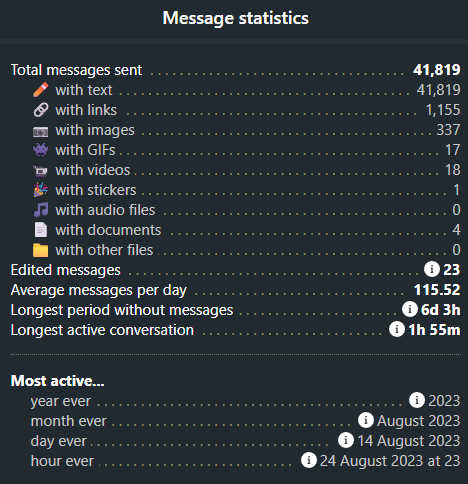 Message statistics
Total messages sent 41,819
with text 41,819
with links 1,155
with images 337
with GIFs 17
with videos 18
with stickers 1
with audio files 0
with documents 4
with other files 0
Edited messages 23
Average messages per day 115.52
Longest period without messages 6d 3h
Longest active conversation 1h 55m
Most active...
year ever 2023
month ever August 2023
day ever 14 August 2023
hour ever 24 August 2023 at 23